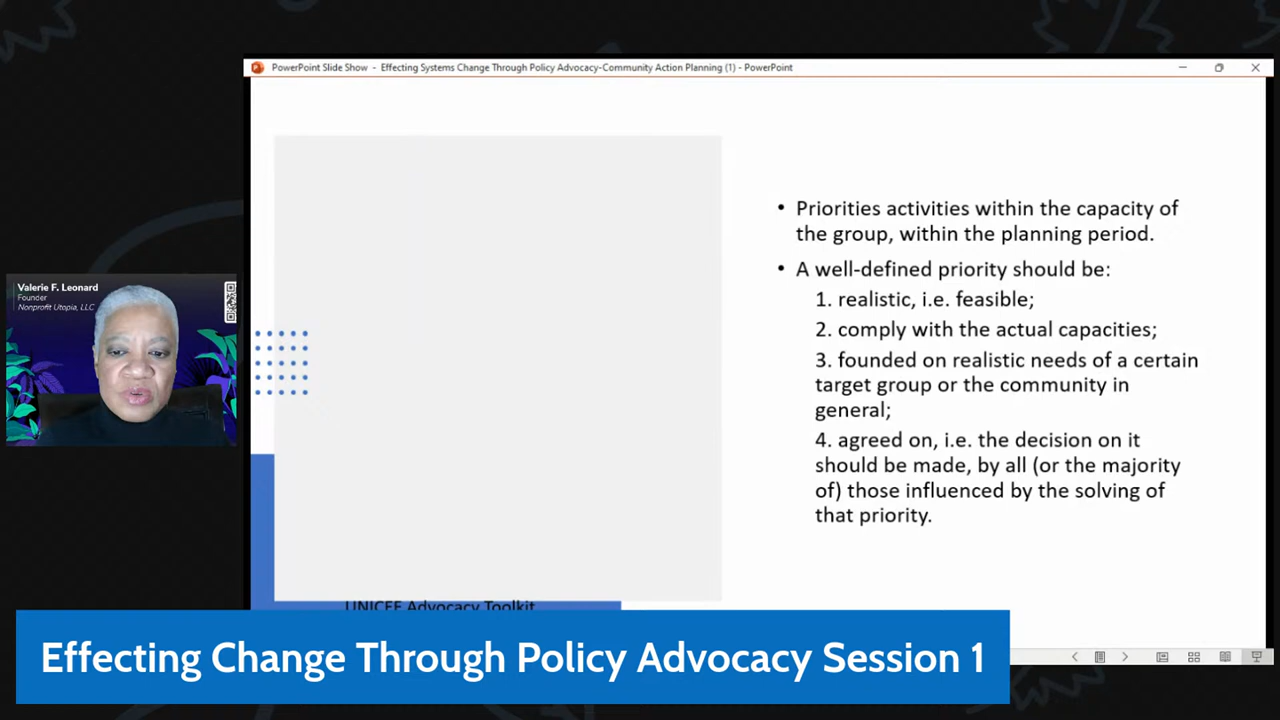 PowerPoint Slide Show - Effecting Systems Change Through Policy Advocacy-Community Action Planning (1) - PowerPoint
• Priorities activities within the capacity of
the group, within the planning period.
• A well-defined priority should be:
1. realistic, i.e. feasible;
2. comply with the actual capacities;
3. founded on realistic needs of a certain
target group or the community in
general;
4. agreed on, i.e. the decision on it
should be made, by all (or the majority
of) those influenced by the solving of
that priority.
Valerie F. Leonard
Founder
Nonprofit Utopia, LLC
UNICEF Advocacy Toolkit
Effecting Change Through Policy Advocacy Session 1